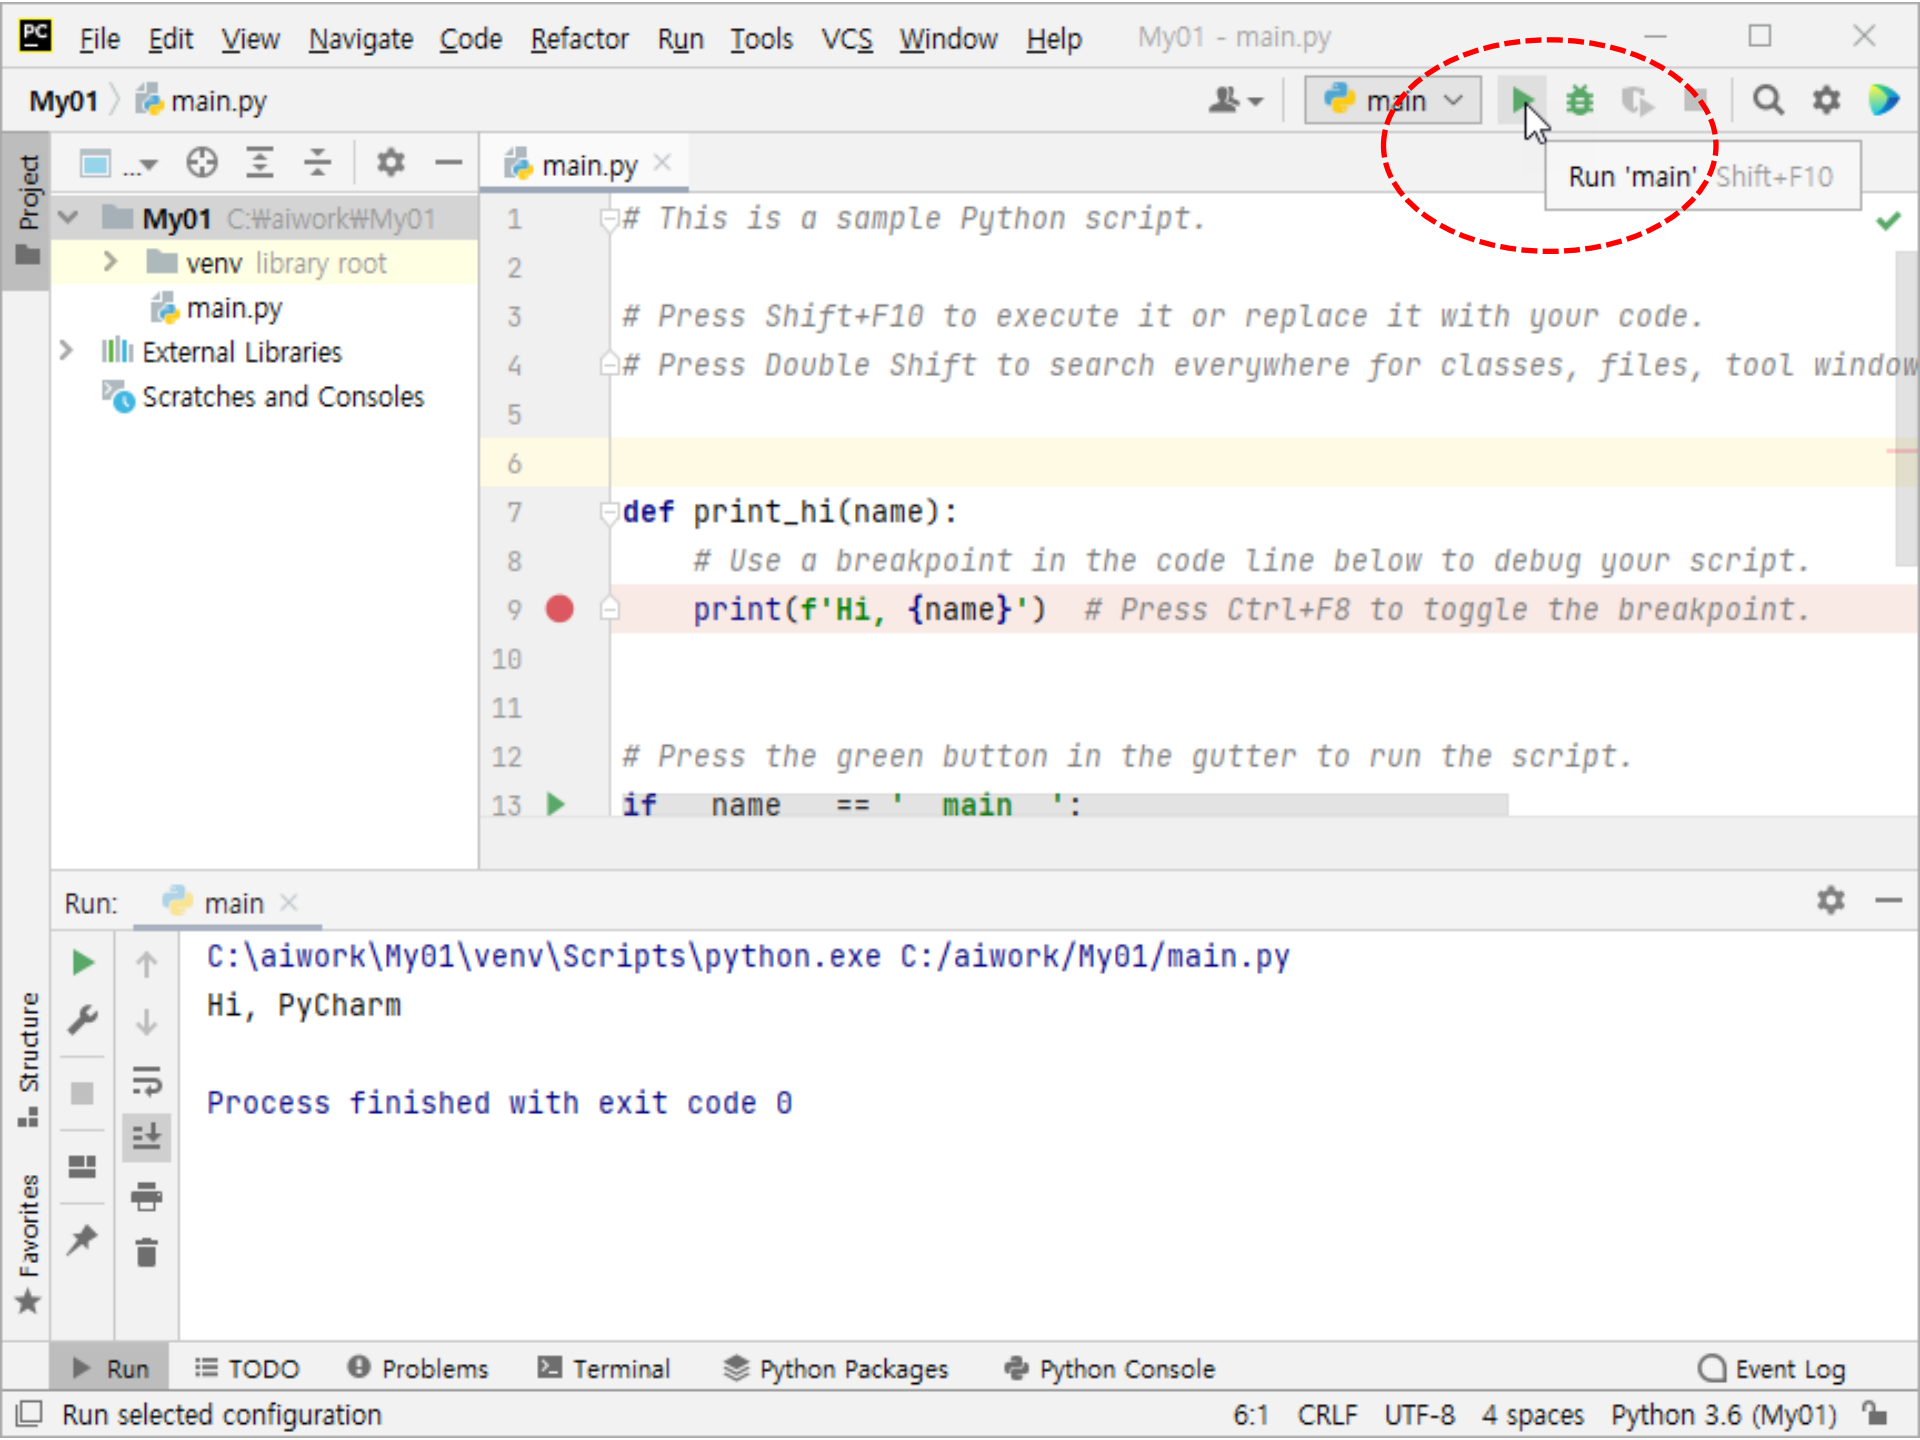 PC File Edit View Navigate Code Refactor Run Tools VCS Window Help My01 - main.py
My01 main.py main
Run 'main' Shift+F10
Project
... main.py
My01 C:₩aiwork₩My01
venv library root
main.py
External Libraries
Scratches and Consoles
1 # This is a sample Python script.
2
3 # Press Shift+F10 to execute it or replace it with your code.
4 # Press Double Shift to search everywhere for classes, files, tool window
5
6
7 def print_hi(name):
8 # Use a breakpoint in the code line below to debug your script.
9 print(f'Hi, {name}') # Press Ctrl+F8 to toggle the breakpoint.
10
11
12 # Press the green button in the gutter to run the script.
13 if name == ' main ':
Run: main
C:\aiwork\My01\venv\Scripts\python.exe C:/aiwork/My01/main.py
Hi, PyCharm
Process finished with exit code 0
Structure
Favorites
Run TODO Problems Terminal Python Packages Python Console Event Log
Run selected configuration 6:1 CRLF UTF-8 4 spaces Python 3.6 (My01)